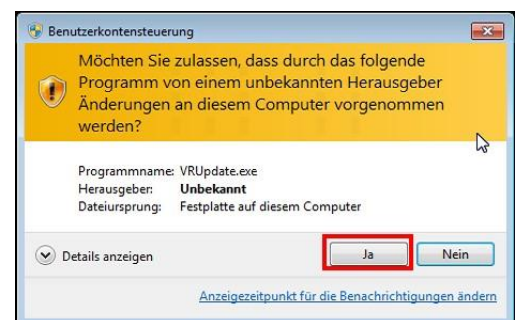 Benutzerkontensteuerung
Möchten Sie zulassen, dass durch das folgende
Programm von einem unbekannten Herausgeber
Änderungen an diesem Computer vorgenommen
werden?
Programmname: VRUpdate.exe
Herausgeber: Unbekannt
Dateiursprung: Festplatte auf diesem Computer
Details anzeigen Ja Nein
Anzeigezeitpunkt für die Benachrichtigungen ändern